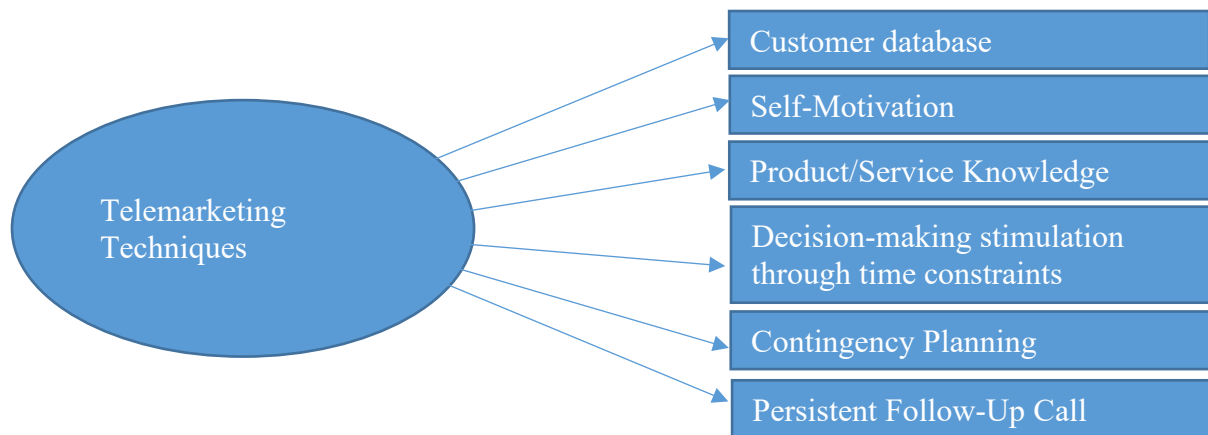 Telemarketing
Techniques
Customer database
Self-Motivation
Product/Service Knowledge
Decision-making stimulation
through time constraints
Contingency Planning
Persistent Follow-Up Call